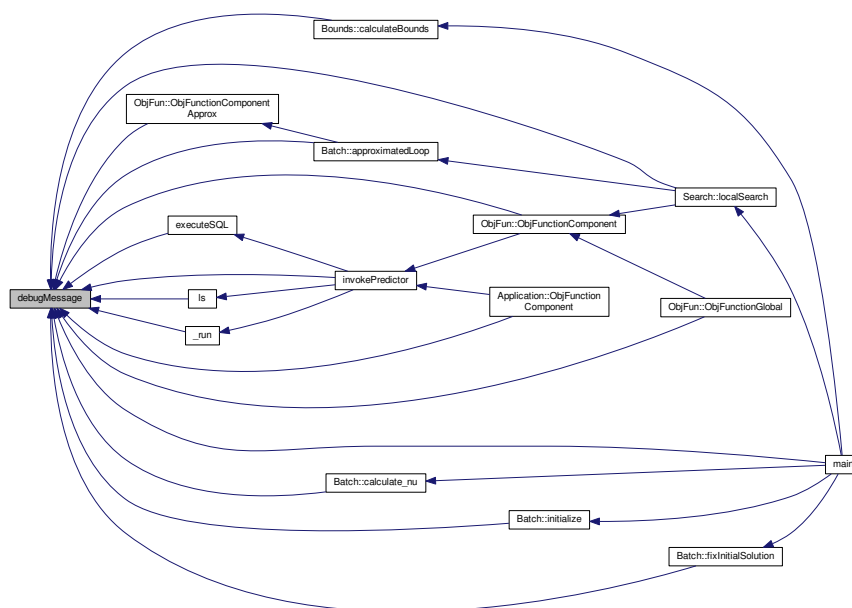 Bounds::calculateBounds
ObjFun::ObjFunctionComponent
Approx
Batch::approximatedLoop
Search::localSearch
executeSQL
ObjFun::ObjFunctionComponent
invokePredictor
debugMessage
ls
Application::ObjFunction
Component
ObjFun::ObjFunctionGlobal
_run
main
Batch::calculate_nu
Batch::initialize
Batch::fixInitialSolution